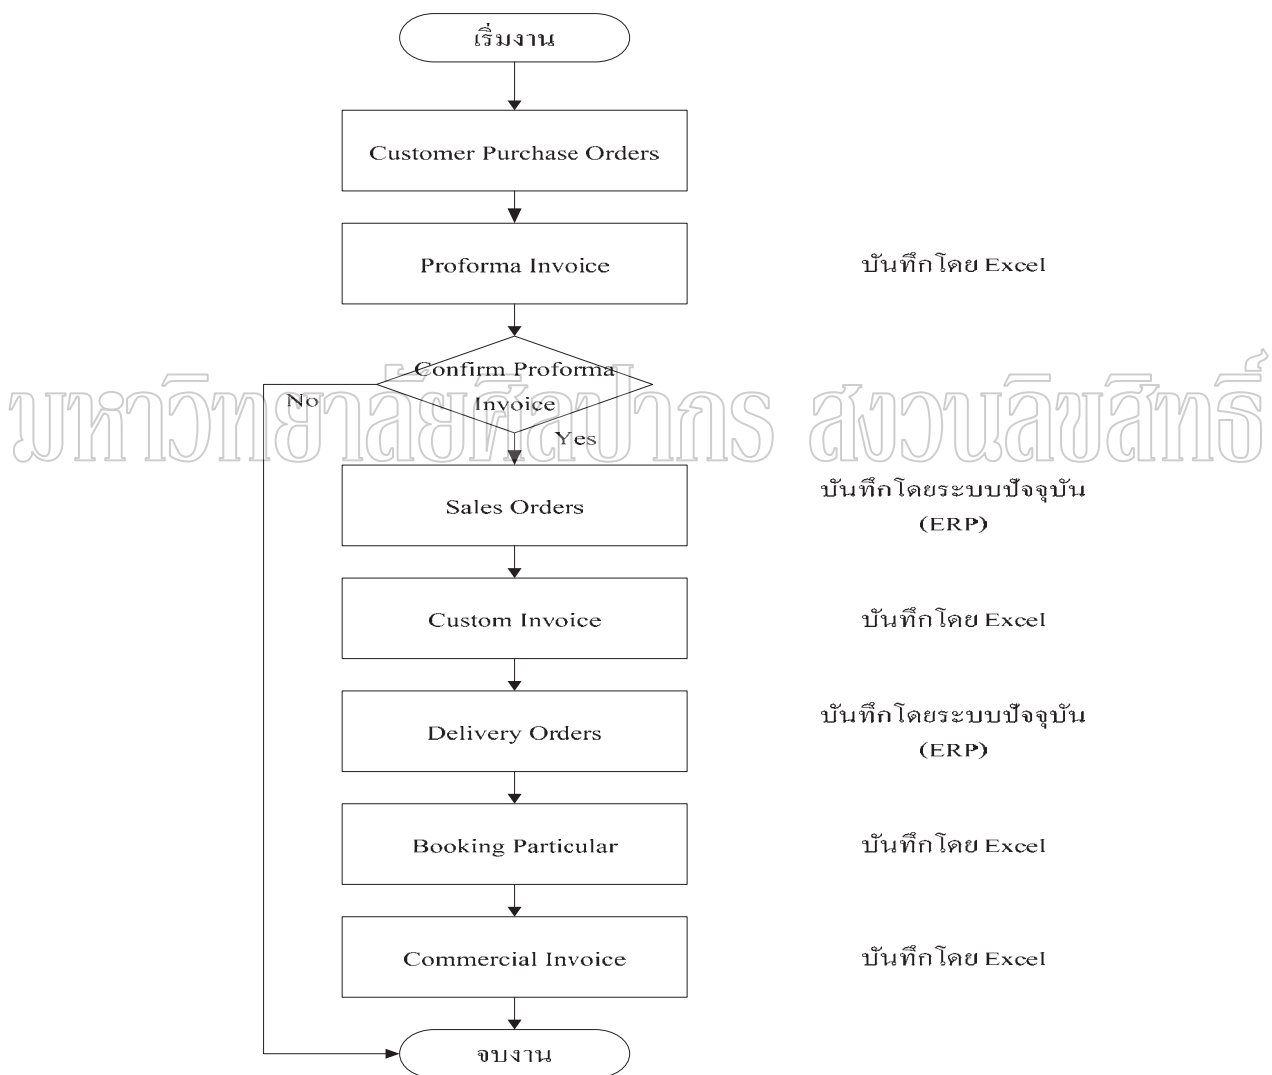 เริ่มงาน
Customer Purchase Orders
Proforma Invoice
บันทึกโดย Excel
Confirm Proforma
Invoice
No
Yes
มหาวิทยาลัยศิลปากร สงวนลิขสิทธิ์
Sales Orders
บันทึกโดยระบบปัจจุบัน
(ERP)
Custom Invoice
บันทึกโดย Excel
Delivery Orders
บันทึกโดยระบบปัจจุบัน
(ERP)
Booking Particular
บันทึกโดย Excel
Commercial Invoice
บันทึกโดย Excel
จบงาน